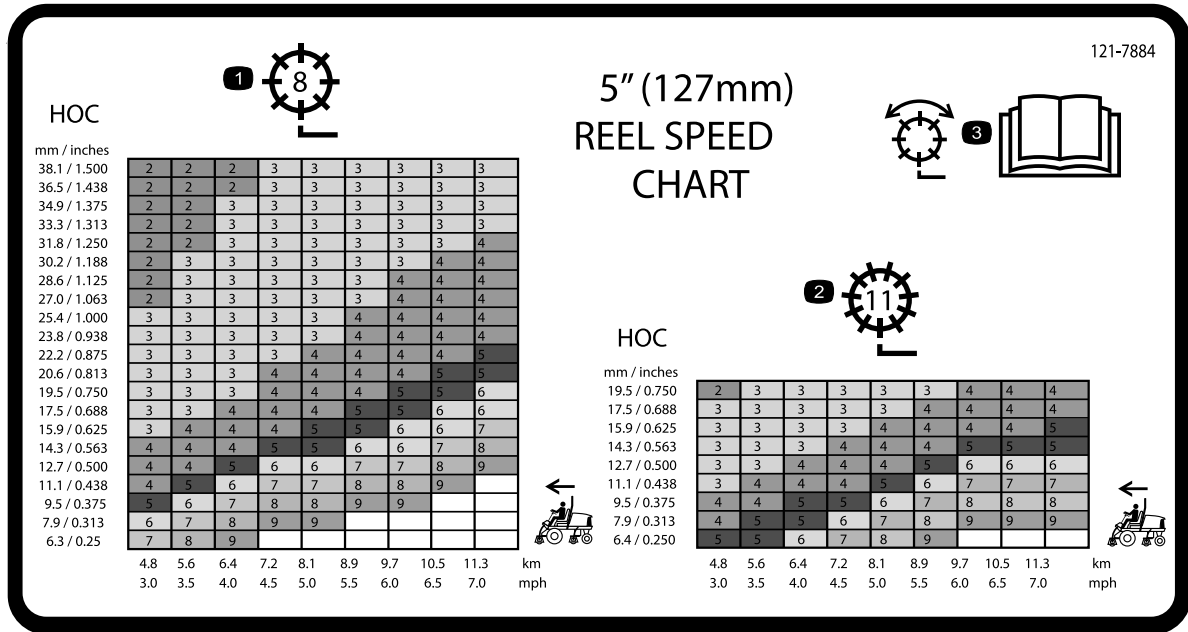 121-7884
5" (127mm)
REEL SPEED
CHART
1
8
HOC
mm / inches
38.1 / 1.500 2 2 2 3 3 3 3 3 3
36.5 / 1.438 2 2 2 3 3 3 3 3 3
34.9 / 1.375 2 2 3 3 3 3 3 3 3
33.3 / 1.313 2 2 3 3 3 3 3 3 3
31.8 / 1.250 2 2 3 3 3 3 3 3 4
30.2 / 1.188 2 3 3 3 3 3 3 4 4
28.6 / 1.125 2 3 3 3 3 3 4 4 4
27.0 / 1.063 2 3 3 3 3 3 4 4 4
25.4 / 1.000 3 3 3 3 3 4 4 4 4
23.8 / 0.938 3 3 3 3 3 4 4 4 4
22.2 / 0.875 3 3 3 3 4 4 4 4 5
20.6 / 0.813 3 3 3 4 4 4 4 5 5
19.5 / 0.750 3 3 3 4 4 4 5 5 6
17.5 / 0.688 3 3 4 4 4 5 5 6 6
15.9 / 0.625 3 4 4 4 5 5 6 6 7
14.3 / 0.563 4 4 4 5 5 6 6 7 8
12.7 / 0.500 4 4 5 6 6 7 7 8 9
11.1 / 0.438 4 5 6 7 7 8 8 9
9.5 / 0.375 5 6 7 8 8 9 9
7.9 / 0.313 6 7 8 9 9
6.3 / 0.25 7 8 9
4.8 5.6 6.4 7.2 8.1 8.9 9.7 10.5 11.3 km
3.0 3.5 4.0 4.5 5.0 5.5 6.0 6.5 7.0 mph
3
2
11
HOC
mm / inches
19.5 / 0.750 2 3 3 3 3 3 4 4 4
17.5 / 0.688 3 3 3 3 3 4 4 4 4
15.9 / 0.625 3 3 3 3 4 4 4 4 5
14.3 / 0.563 3 3 3 4 4 4 5 5 5
12.7 / 0.500 3 3 4 4 4 5 6 6 6
11.1 / 0.438 3 4 4 4 5 6 7 7 7
9.5 / 0.375 4 4 5 5 6 7 8 8 8
7.9 / 0.313 4 5 5 6 7 8 9 9 9
6.4 / 0.250 5 5 6 7 8 9
4.8 5.6 6.4 7.2 8.1 8.9 9.7 10.5 11.3 km
3.0 3.5 4.0 4.5 5.0 5.5 6.0 6.5 7.0 mph